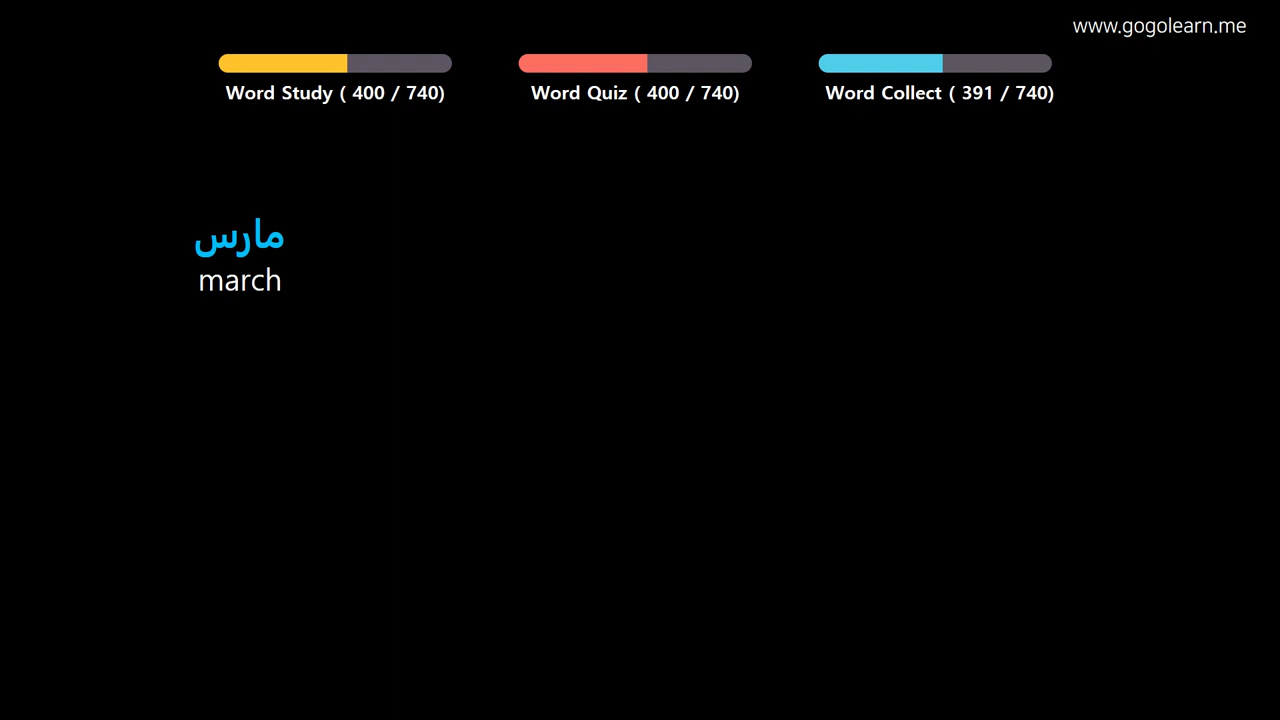 www.gogolearn.me
Word Study ( 400 / 740)
Word Quiz ( 400 / 740)
Word Collect ( 391 / 740)
مارس
march